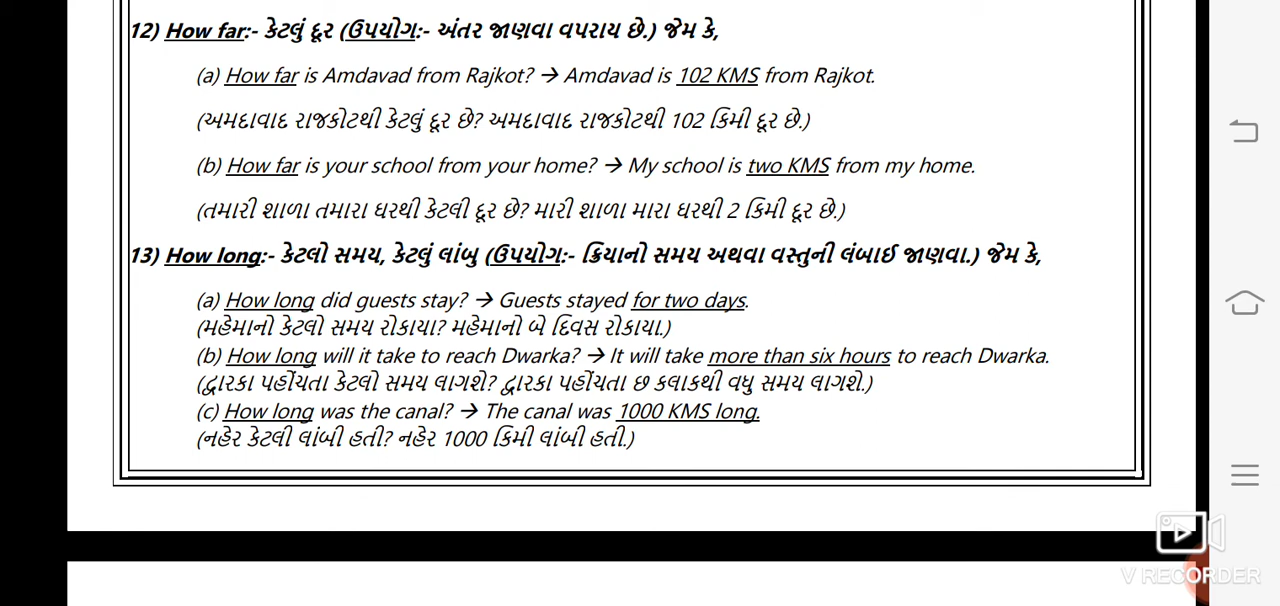 12) How far:- કેટલું દૂર (ઉપયોગ:- અંતર જાણવા વપરાય છે.) જેમ કે,
(a) How far is Amdavad from Rajkot? → Amdavad is 102 KMS from Rajkot.
(અમદાવાદ રાજકોટથી કેટલું દૂર છે? અમદાવાદ રાજકોટથી 102 કિમી દૂર છે.)
(b) How far is your school from your home? → My school is two KMS from my home.
(તમારી શાળા તમારા ઘરથી કેટલી દૂર છે? મારી શાળા મારા ઘરથી 2 કિમી દૂર છે.)
13) How long:- કેટલો સમય, કેટલું લાંબુ (ઉપયોગ:- ક્રિયાનો સમય અથવા વસ્તુની લંબાઈ જાણવા.) જેમ કે,
(a) How long did guests stay? → Guests stayed for two days.
(મહેમાનો કેટલો સમય રોકાયા? મહેમાનો બે દિવસ રોકાયા.)
(b) How long will it take to reach Dwarka? → It will take more than six hours to reach Dwarka.
(દ્વારકા પહોંચતા કેટલો સમય લાગશે? દ્વારકા પહોંચતા છ કલાકથી વધુ સમય લાગશે.)
(c) How long was the canal? → The canal was 1000 KMS long.
(નહેર કેટલી લાંબી હતી? નહેર 1000 કિમી લાંબી હતી.)
V RECORDER